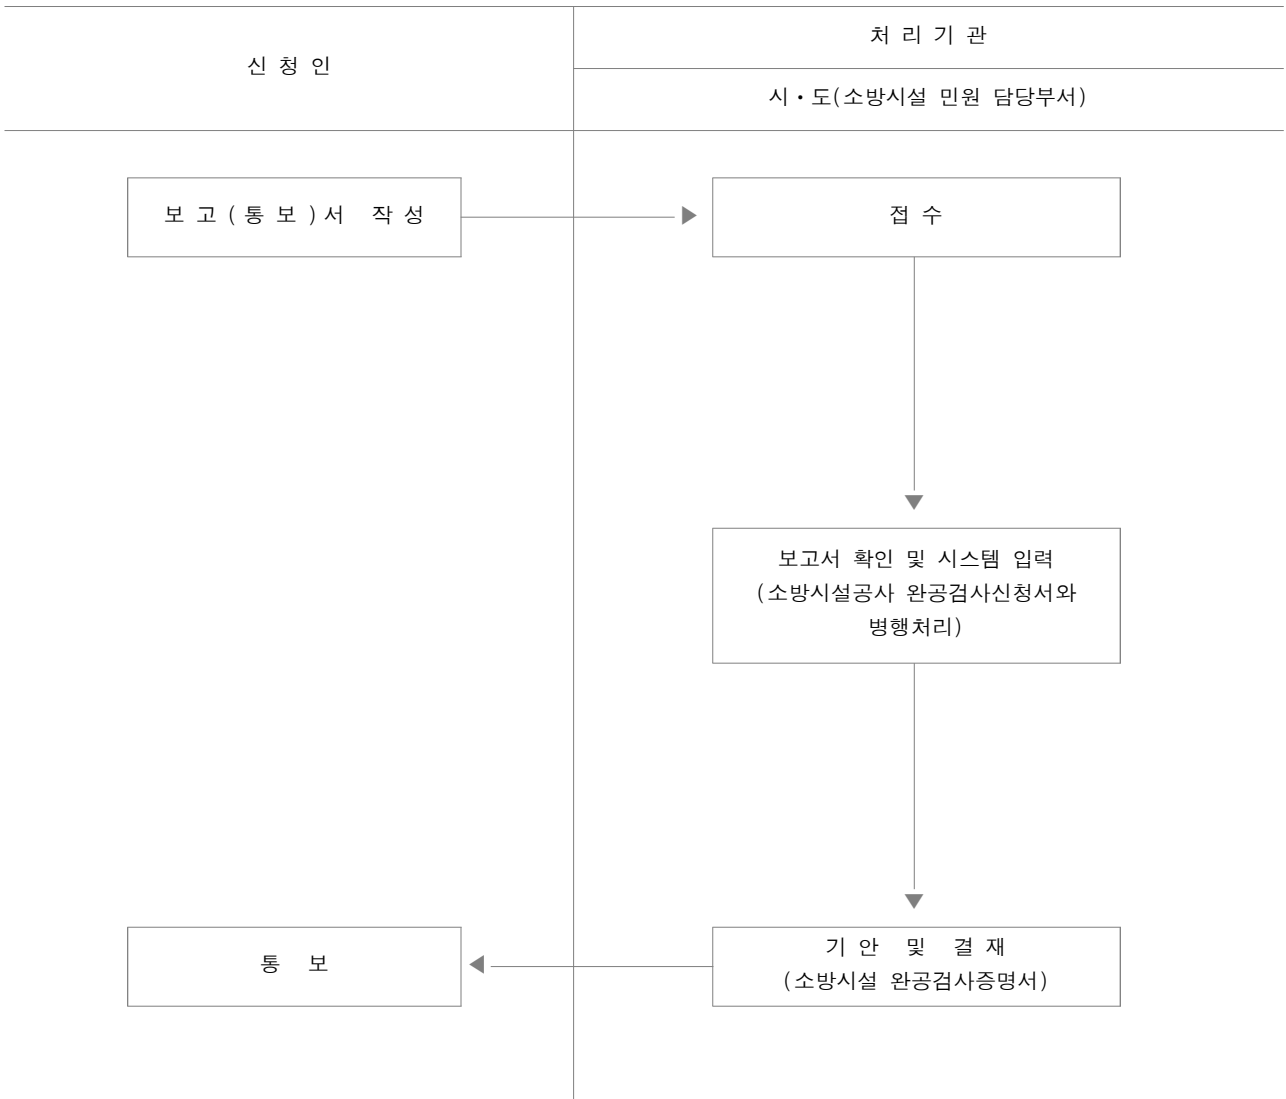 신 청 인
처 리 기 관
시・도(소방시설 민원 담당부서)
보 고 ( 통 보 ) 서 작 성
접 수
보고서 확인 및 시스템 입력
(소방시설공사 완공검사신청서와
병행처리)
기 안 및 결 재
(소방시설 완공검사증명서)
통 보